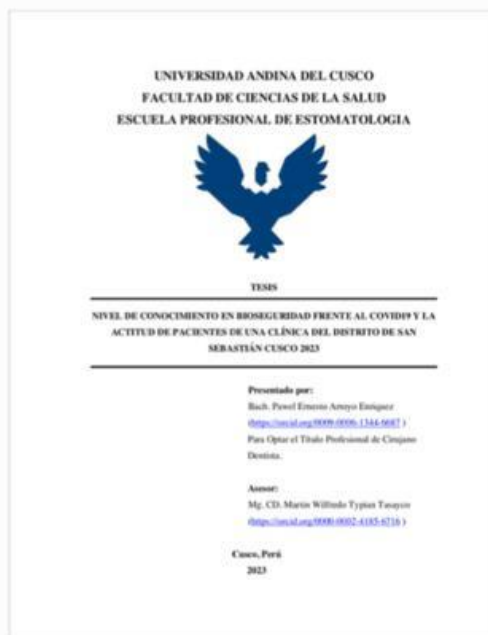 UNIVERSIDAD ANDINA DEL CUSCO
FACULTAD DE CIENCIAS DE LA SALUD
ESCUELA PROFESIONAL DE ESTOMATOLOGIA
TESIS
NIVEL DE CONOCIMIENTO EN BIOSEGURIDAD FRENTE AL COVID19 Y LA
ACTITUD DE PACIENTES DE UNA CLÍNICA DEL DISTRITO DE SAN
SEBASTIÁN CUSCO 2023
Presentado por:
Bach. Pawel Ernesto Arroyo Enriquez
Para Optar el Título Profesional de Cirujano
Dentista.
Asesor:
Mg. CD. Martin Wilfredo Typian Tasayco
Cusco, Perú
2023